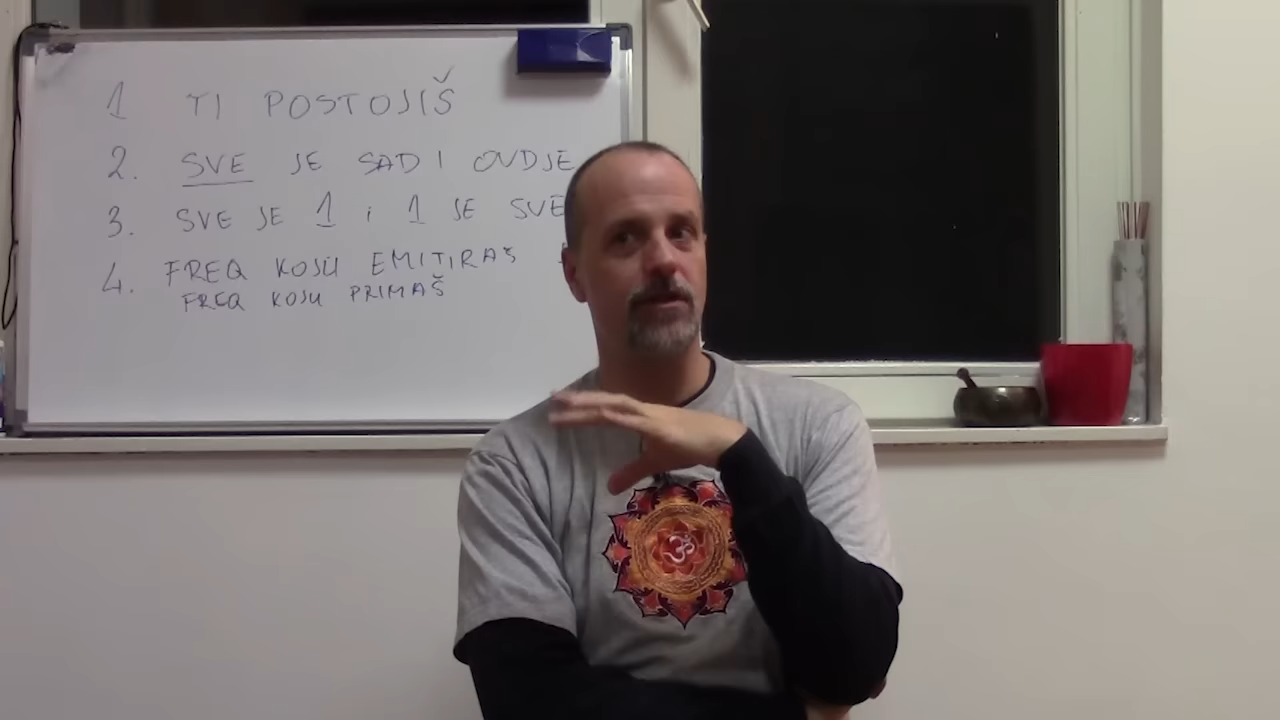 1 TI POSTOJIŠ
2. SVE JE SAD I OVDJE
3. SVE JE 1 i 1 JE SVE
4. FREQ KOJU EMITIRAŠ
FREQ KOJU PRIMAŠ
ॐ